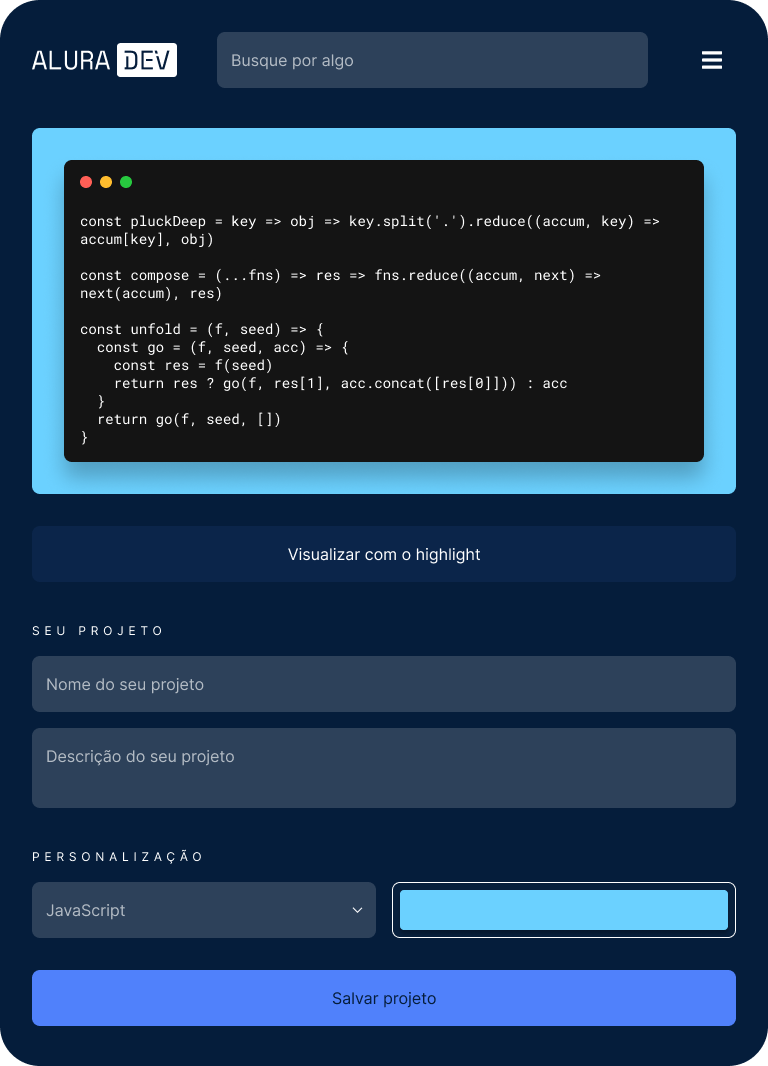 ALURA DEV
Busque por algo
const pluckDeep = key => obj => key.split('.').reduce((accum, key) =>
accum[key], obj)
const compose = (...fns) => res => fns.reduce((accum, next) =>
next(accum), res)
const unfold = (f, seed) => {
  const go = (f, seed, acc) => {
    const res = f(seed)
    return res ? go(f, res[1], acc.concat([res[0]])) : acc
  }
  return go(f, seed, [])
}
Visualizar com o highlight
SEU PROJETO
Nome do seu projeto
Descrição do seu projeto
PERSONALIZAÇÃO
JavaScript
Salvar projeto